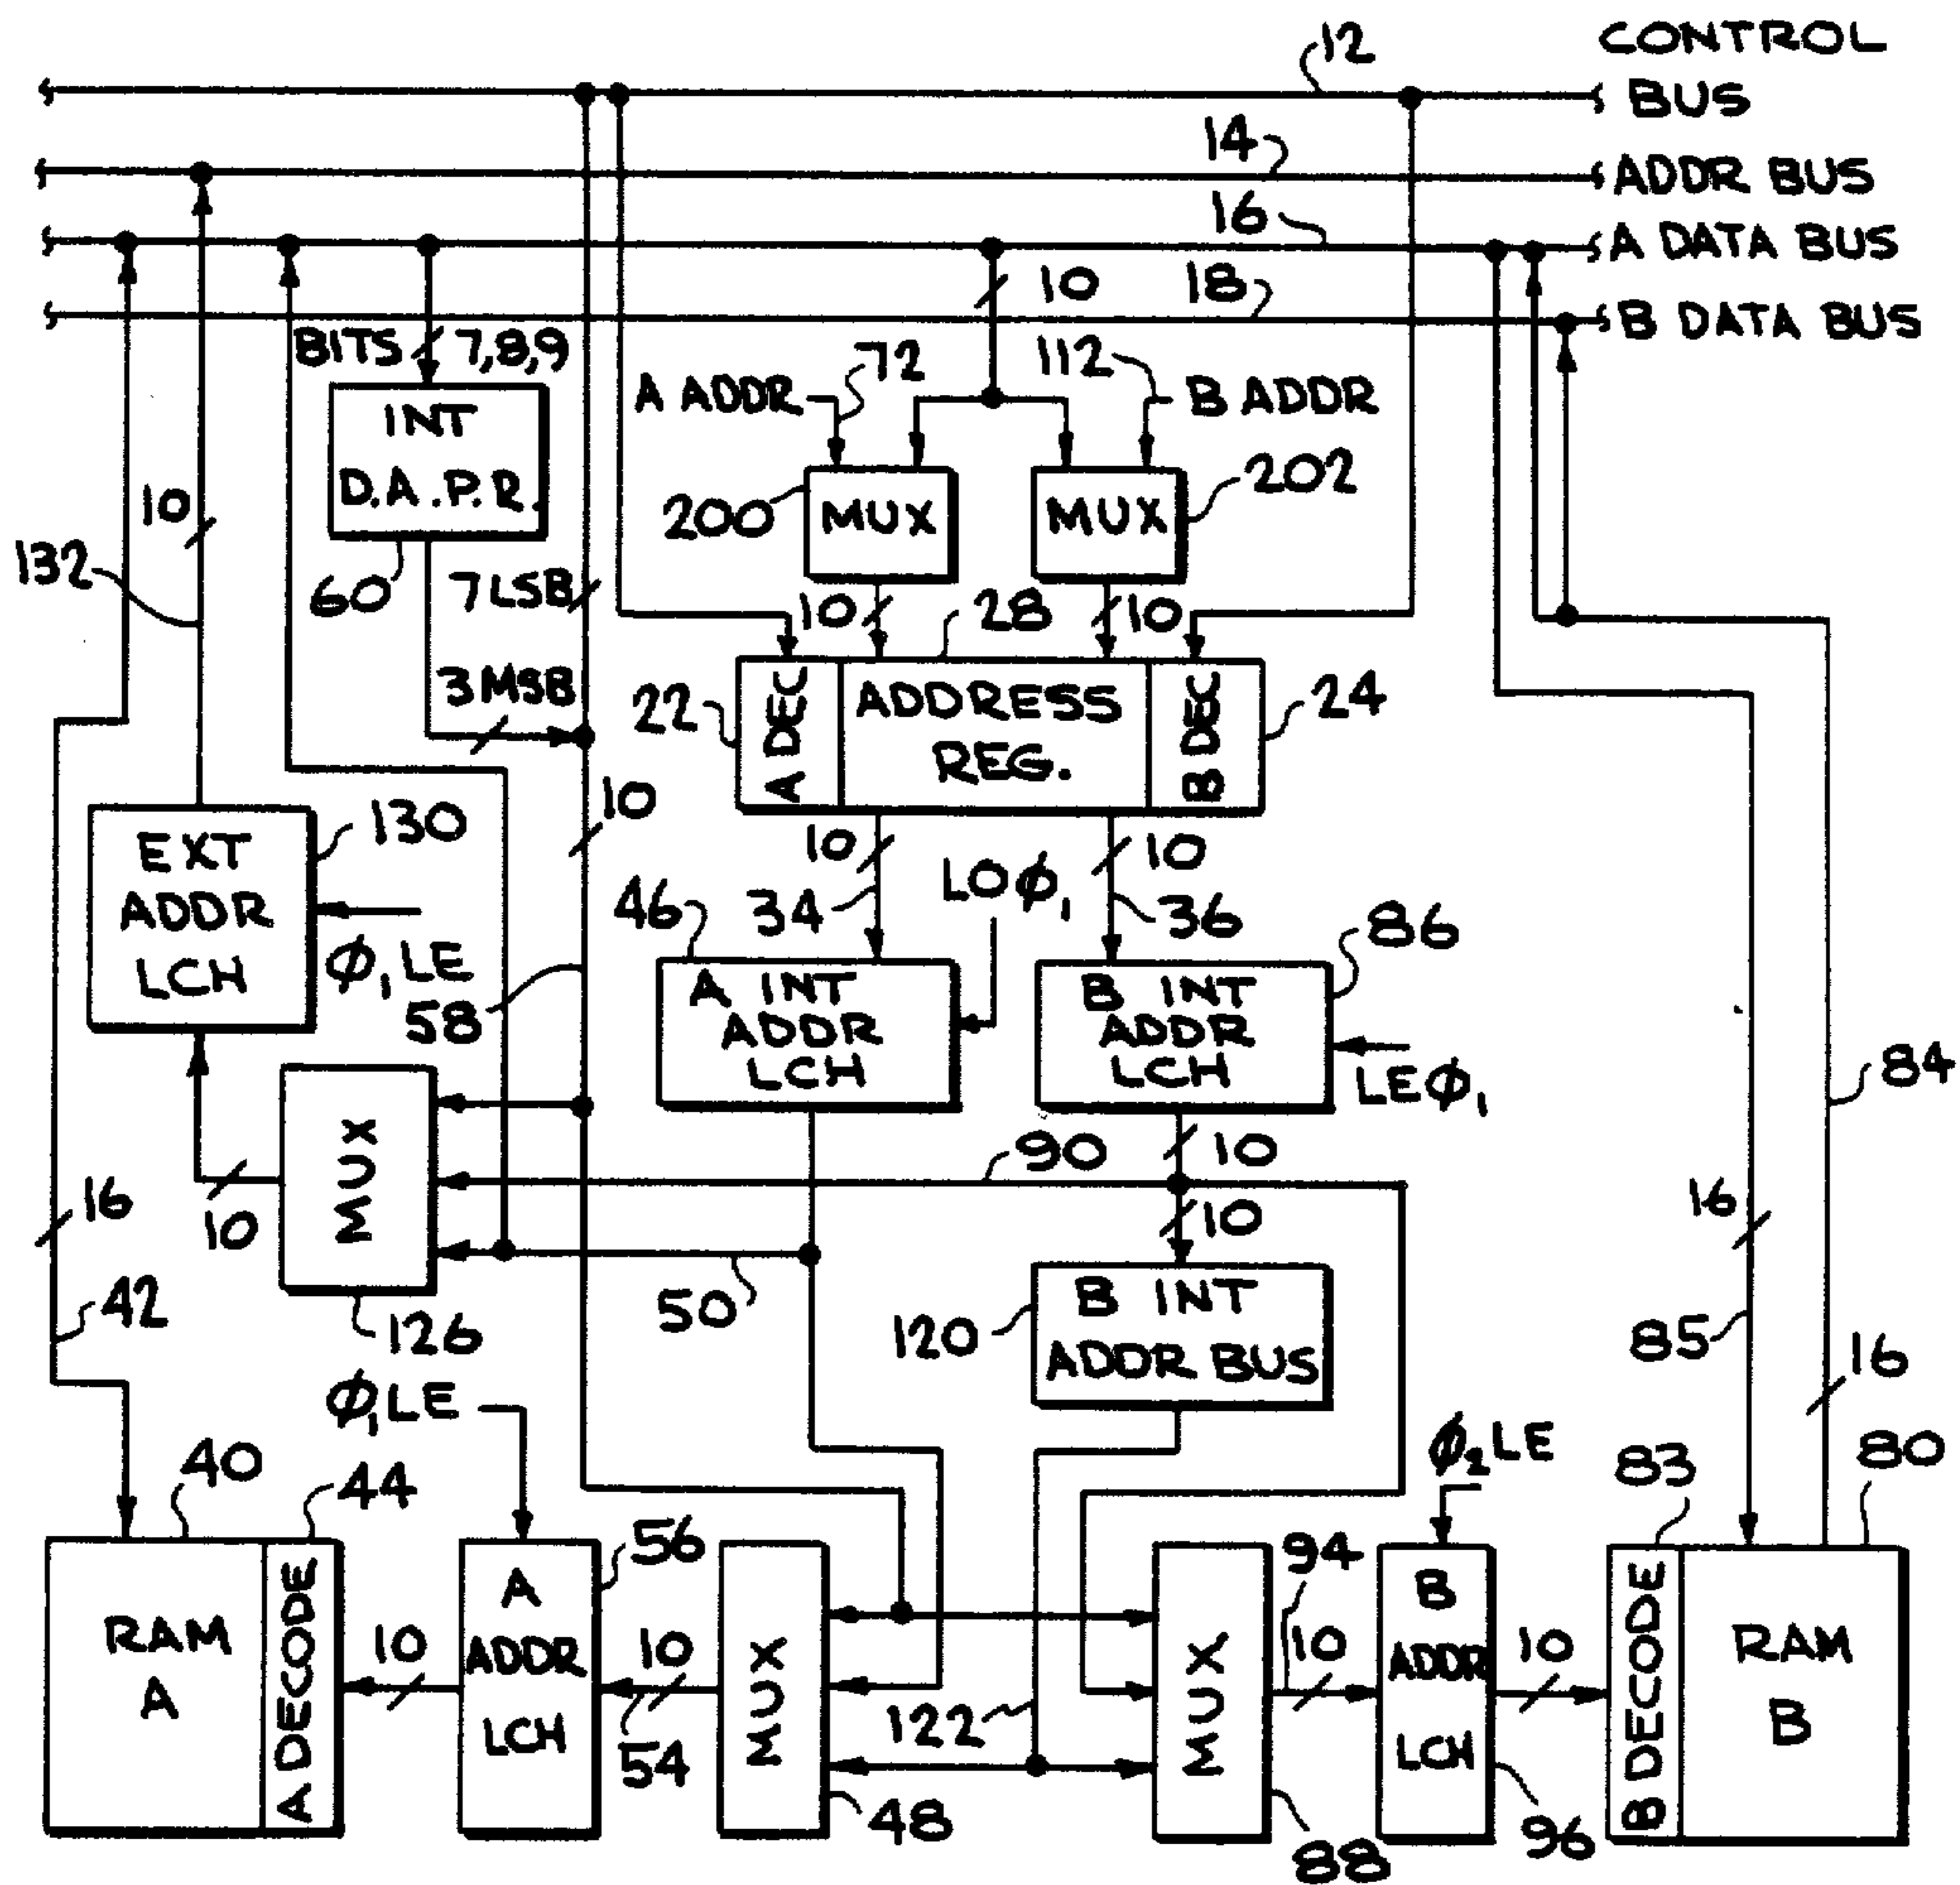 12
CONTROL
BUS
14
ADDR BUS
16
A DATA BUS
10
18
B DATA BUS
BITS 7,8,9
72
112
A ADDR
B ADDR
INT
D.A.P.R.
200
MUX
MUX
202
10
132
60
7 LSB
10
28
10
3 MSB
22
A DEC
ADDRESS
REG.
B DEC
24
10
EXT
ADDR
LCH
130
10
LO ϕ1
10
46
34
36
86
ϕ1 LE
58
A INT
ADDR
LCH
B INT
ADDR
LCH
LE ϕ1
84
MUX
90
10
16
10
10
16
42
126
50
120
B INT
ADDR BUS
85
16
ϕ1 LE
ϕ2 LE
40
44
83
80
56
94
RAM
A
A DECODE
10
A
ADDR
LCH
10
54
MUX
48
122
MUX
88
10
B
ADDR
LCH
96
10
B DECODE
RAM
B